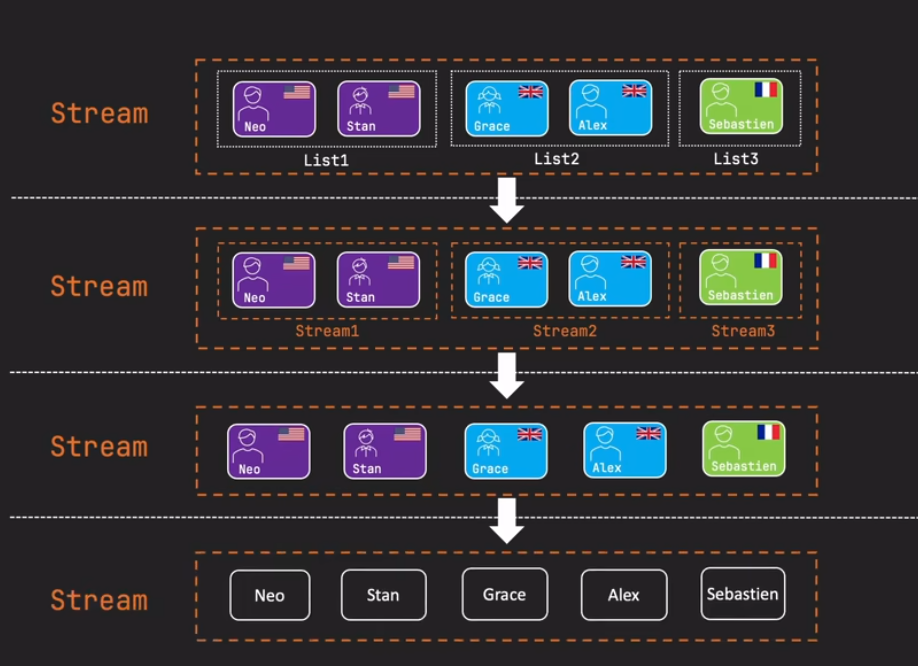 Stream
Neo
Stan
Grace
Alex
Sebastien
List1
List2
List3
Stream
Neo
Stan
Grace
Alex
Sebastien
Stream1
Stream2
Stream3
Stream
Neo
Stan
Grace
Alex
Sebastien
Stream
Neo
Stan
Grace
Alex
Sebastien